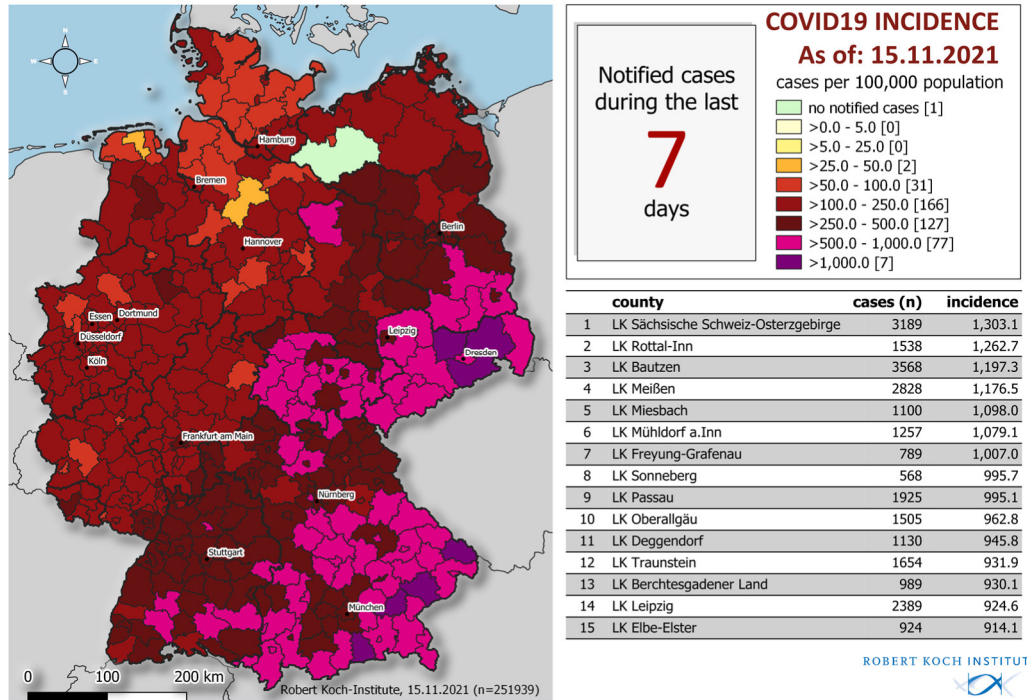 COVID19 INCIDENCE
As of: 15.11.2021
cases per 100,000 population
Notified cases
during the last
7
days
no notified cases [1]
>0.0 - 5.0 [0]
>5.0 - 25.0 [0]
>25.0 - 50.0 [2]
>50.0 - 100.0 [31]
>100.0 - 250.0 [166]
>250.0 - 500.0 [127]
>500.0 - 1,000.0 [77]
>1,000.0 [7]
N
W E
S
Hamburg
Bremen
Berlin
Hannover
Essen
Dortmund
Düsseldorf
Köln
Leipzig
Dresden
Frankfurt am Main
Nürnberg
Stuttgart
München
0 100 200 km
Robert Koch-Institute, 15.11.2021 (n=251939)
county cases (n) incidence
1 LK Sächsische Schweiz-Osterzgebirge 3189 1,303.1
2 LK Rottal-Inn 1538 1,262.7
3 LK Bautzen 3568 1,197.3
4 LK Meißen 2828 1,176.5
5 LK Miesbach 1100 1,098.0
6 LK Mühldorf a.Inn 1257 1,079.1
7 LK Freyung-Grafenau 789 1,007.0
8 LK Sonneberg 568 995.7
9 LK Passau 1925 995.1
10 LK Oberallgäu 1505 962.8
11 LK Deggendorf 1130 945.8
12 LK Traunstein 1654 931.9
13 LK Berchtesgadener Land 989 930.1
14 LK Leipzig 2389 924.6
15 LK Elbe-Elster 924 914.1
ROBERT KOCH INSTITUT